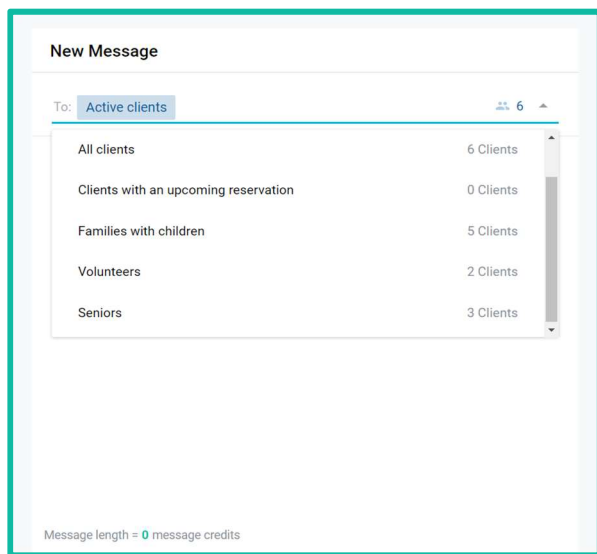 New Message
To: Active clients 6
All clients 6 Clients
Clients with an upcoming reservation 0 Clients
Families with children 5 Clients
Volunteers 2 Clients
Seniors 3 Clients
Message length = 0 message credits